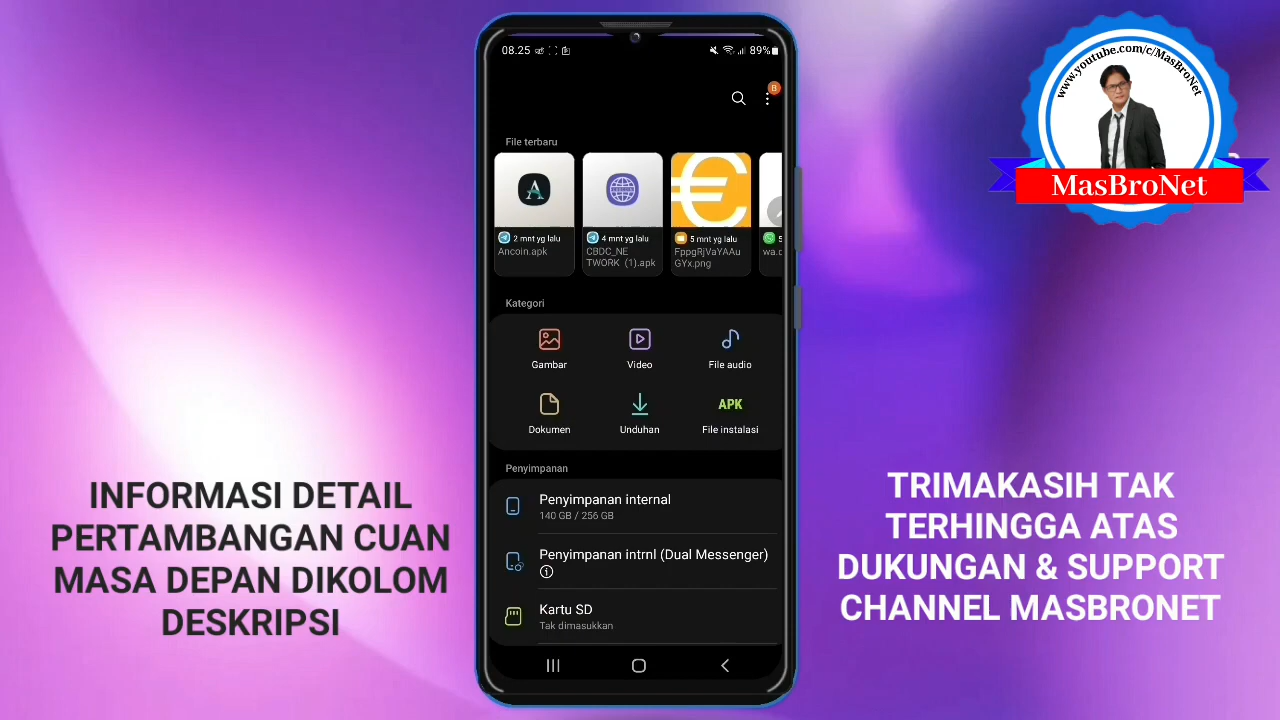 08.25
89%
B
File terbaru
A
2 mnt yg lalu
Ancoin.apk
4 mnt yg lalu
CBDC_NE
TWORK (1).apk
€
5 mnt yg lalu
FppgRjVaYAAu
GYx.png
5
wa.c
Kategori
Gambar
Video
File audio
Dokumen
Unduhan
APK
File instalasi
Penyimpanan
Penyimpanan internal
140 GB / 256 GB
Penyimpanan intrnl (Dual Messenger)
Kartu SD
Tak dimasukkan
INFORMASI DETAIL
PERTAMBANGAN CUAN
MASA DEPAN DIKOLOM
DESKRIPSI
www.youtube.com/c/MasBroNet
MasBroNet
TRIMAKASIH TAK
TERHINGGA ATAS
DUKUNGAN & SUPPORT
CHANNEL MASBRONET